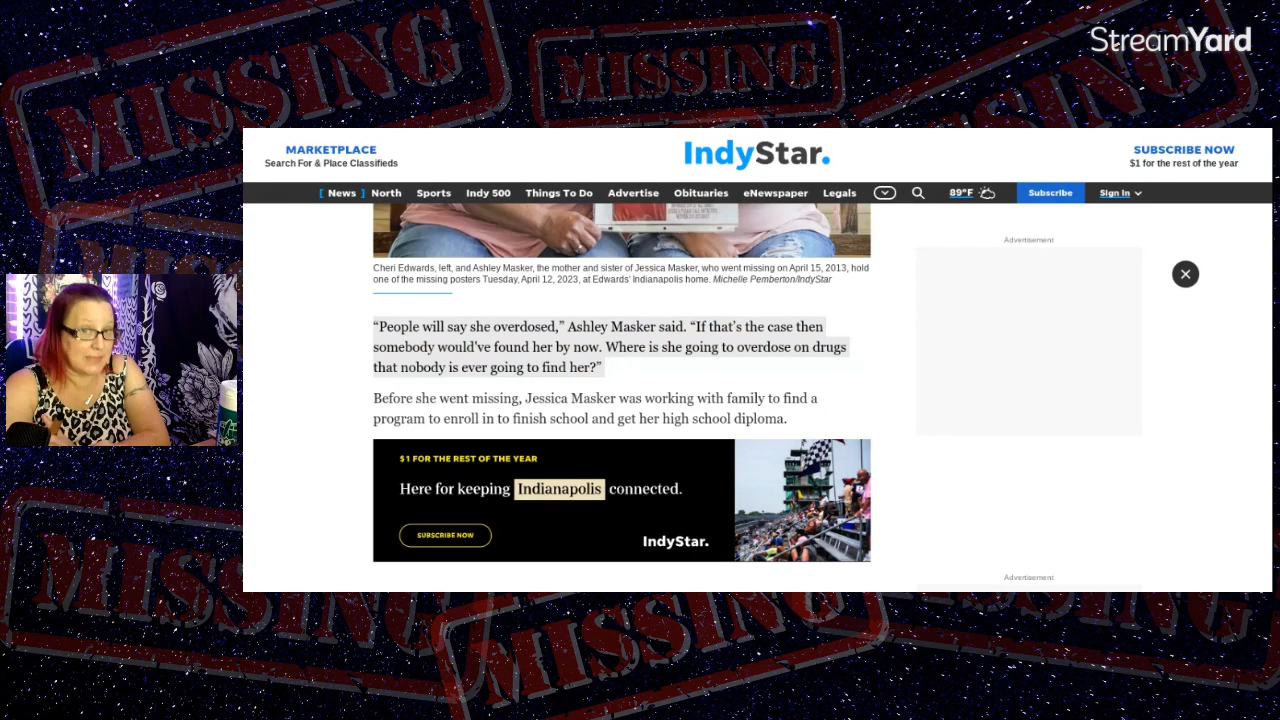 StreamYard
MISSING
MISSING
MISSING
MARKETPLACE
Search For & Place Classifieds
IndyStar.
SUBSCRIBE NOW
$1 for the rest of the year
[ News ] North Sports Indy 500 Things To Do Advertise Obituaries eNewspaper Legals 89°F Subscribe Sign In
Advertisement
Cheri Edwards, left, and Ashley Masker, the mother and sister of Jessica Masker, who went missing on April 15, 2013, hold
one of the missing posters Tuesday, April 12, 2023, at Edwards' Indianapolis home. Michelle Pemberton/IndyStar
“People will say she overdosed,” Ashley Masker said. “If that’s the case then
somebody would've found her by now. Where is she going to overdose on drugs
that nobody is ever going to find her?”
Before she went missing, Jessica Masker was working with family to find a
program to enroll in to finish school and get her high school diploma.
$1 FOR THE REST OF THE YEAR
Here for keeping Indianapolis connected.
SUBSCRIBE NOW
IndyStar.
Advertisement
MISSING
MISSING
MISSING